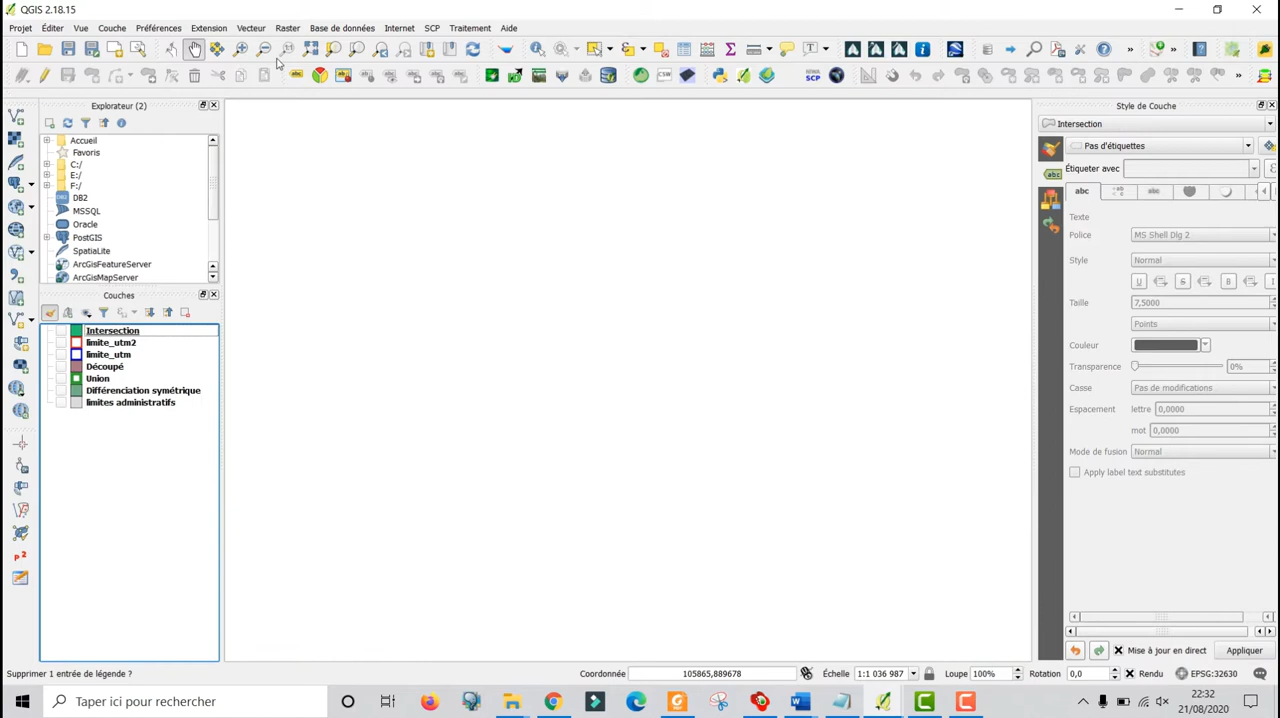 QGIS 2.18.15
Projet Éditer Vue Couche Préférences Extension Vecteur Raster Base de données Internet SCP Traitement Aide
Explorateur (2)
Accueil
Favoris
C:/
E:/
F:/
DB2
MSSQL
Oracle
PostGIS
SpatiaLite
ArcGisFeatureServer
ArcGisMapServer
Couches
Intersection
limite_utm2
limite_utm
Découpé
Union
Différenciation symétrique
limites administratifs
Style de Couche
Intersection
Pas d'étiquettes
Étiqueter avec
abc
Texte
Police MS Shell Dlg 2
Style Normal
Taille 7,5000
Points
Couleur
Transparence 0%
Casse Pas de modifications
Espacement lettre 0,0000
mot 0,0000
Mode de fusion Normal
Apply label text substitutes
Mise à jour en direct Appliquer
Supprimer 1 entrée de légende ? Coordonnée 105865,889678 Échelle 1:1 036 987 Loupe 100% Rotation 0,0 Rendu EPSG:32630
Taper ici pour rechercher
22:32
21/08/2020